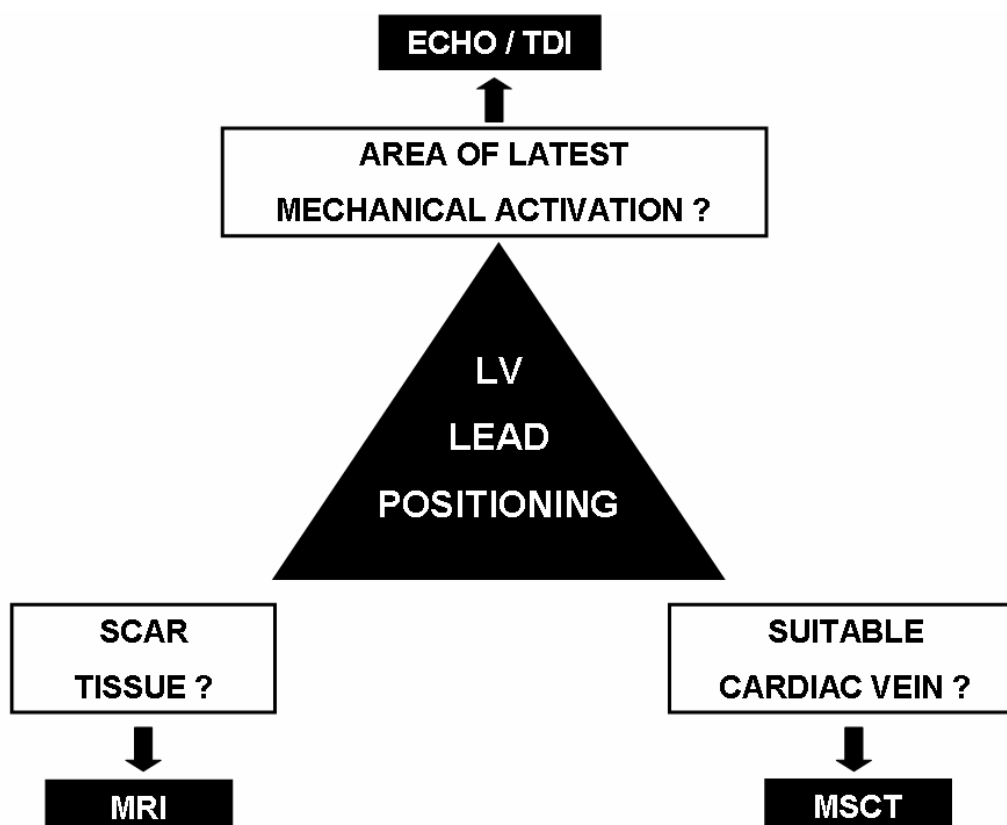 ECHO / TDI
AREA OF LATEST
MECHANICAL ACTIVATION ?
LV
LEAD
POSITIONING
SCAR
TISSUE ?
MRI
SUITABLE
CARDIAC VEIN ?
MSCT